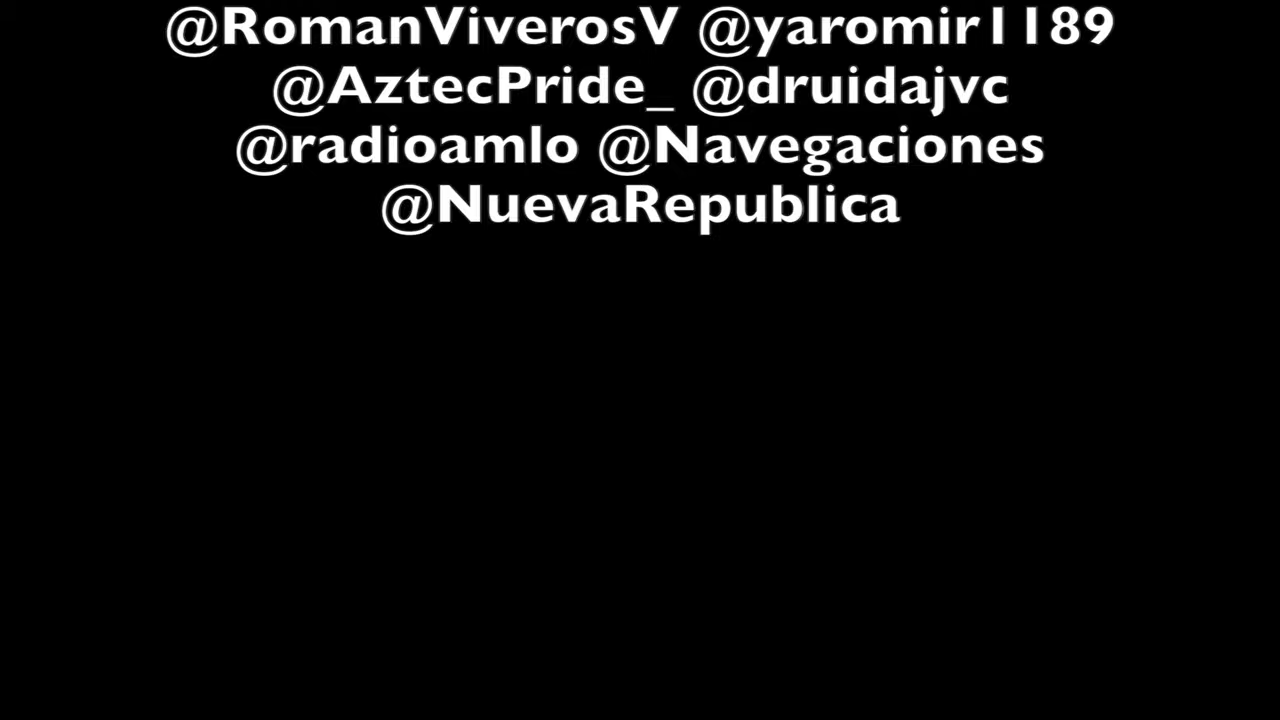 @RomanViverosV @yaromir1189
@AztecPride_ @druidajvc
@radioamlo @Navegaciones
@NuevaRepublica